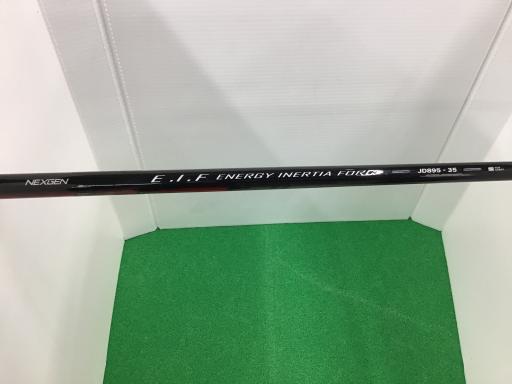 NEXGEN E.I.F ENERGY INERTIA FORCE JD895 - 35